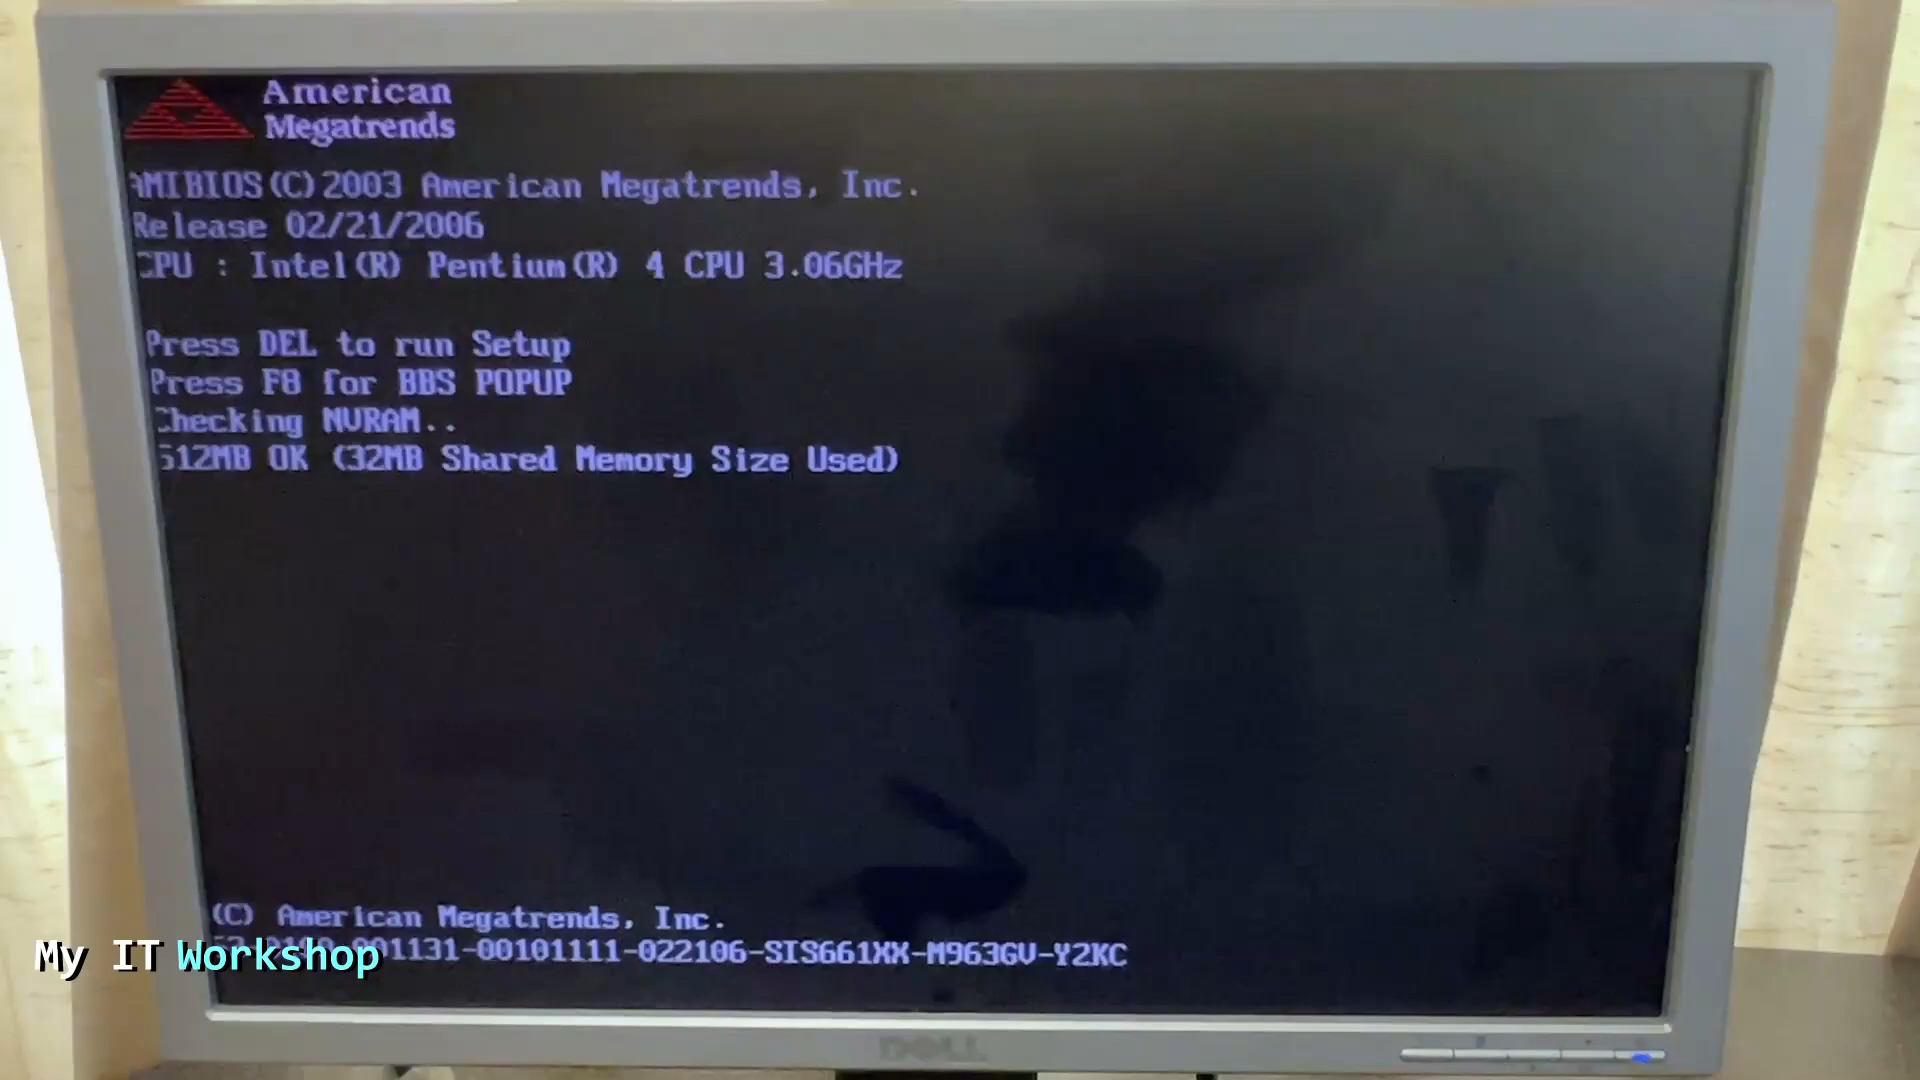 American
Megatrends
AMIBIOS(C)2003 American Megatrends, Inc.
Release 02/21/2006
CPU : Intel(R) Pentium(R) 4 CPU 3.06GHz
Press DEL to run Setup
Press F8 for BBS POPUP
Checking NVRAM..
512MB OK (32MB Shared Memory Size Used)
(C) American Megatrends, Inc.
001131-00101111-022106-SIS661XX-M963GV-Y2KC
My IT Workshop
DELL